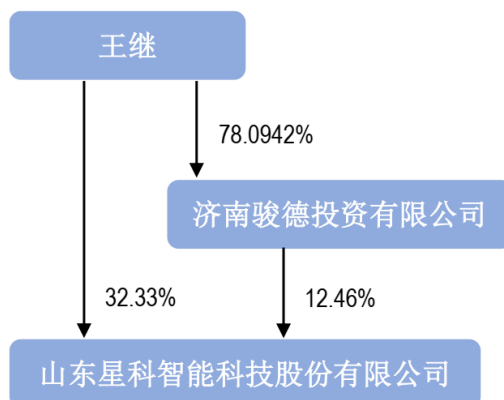 王继
78.0942%
济南骏德投资有限公司
32.33%
12.46%
山东星科智能科技股份有限公司